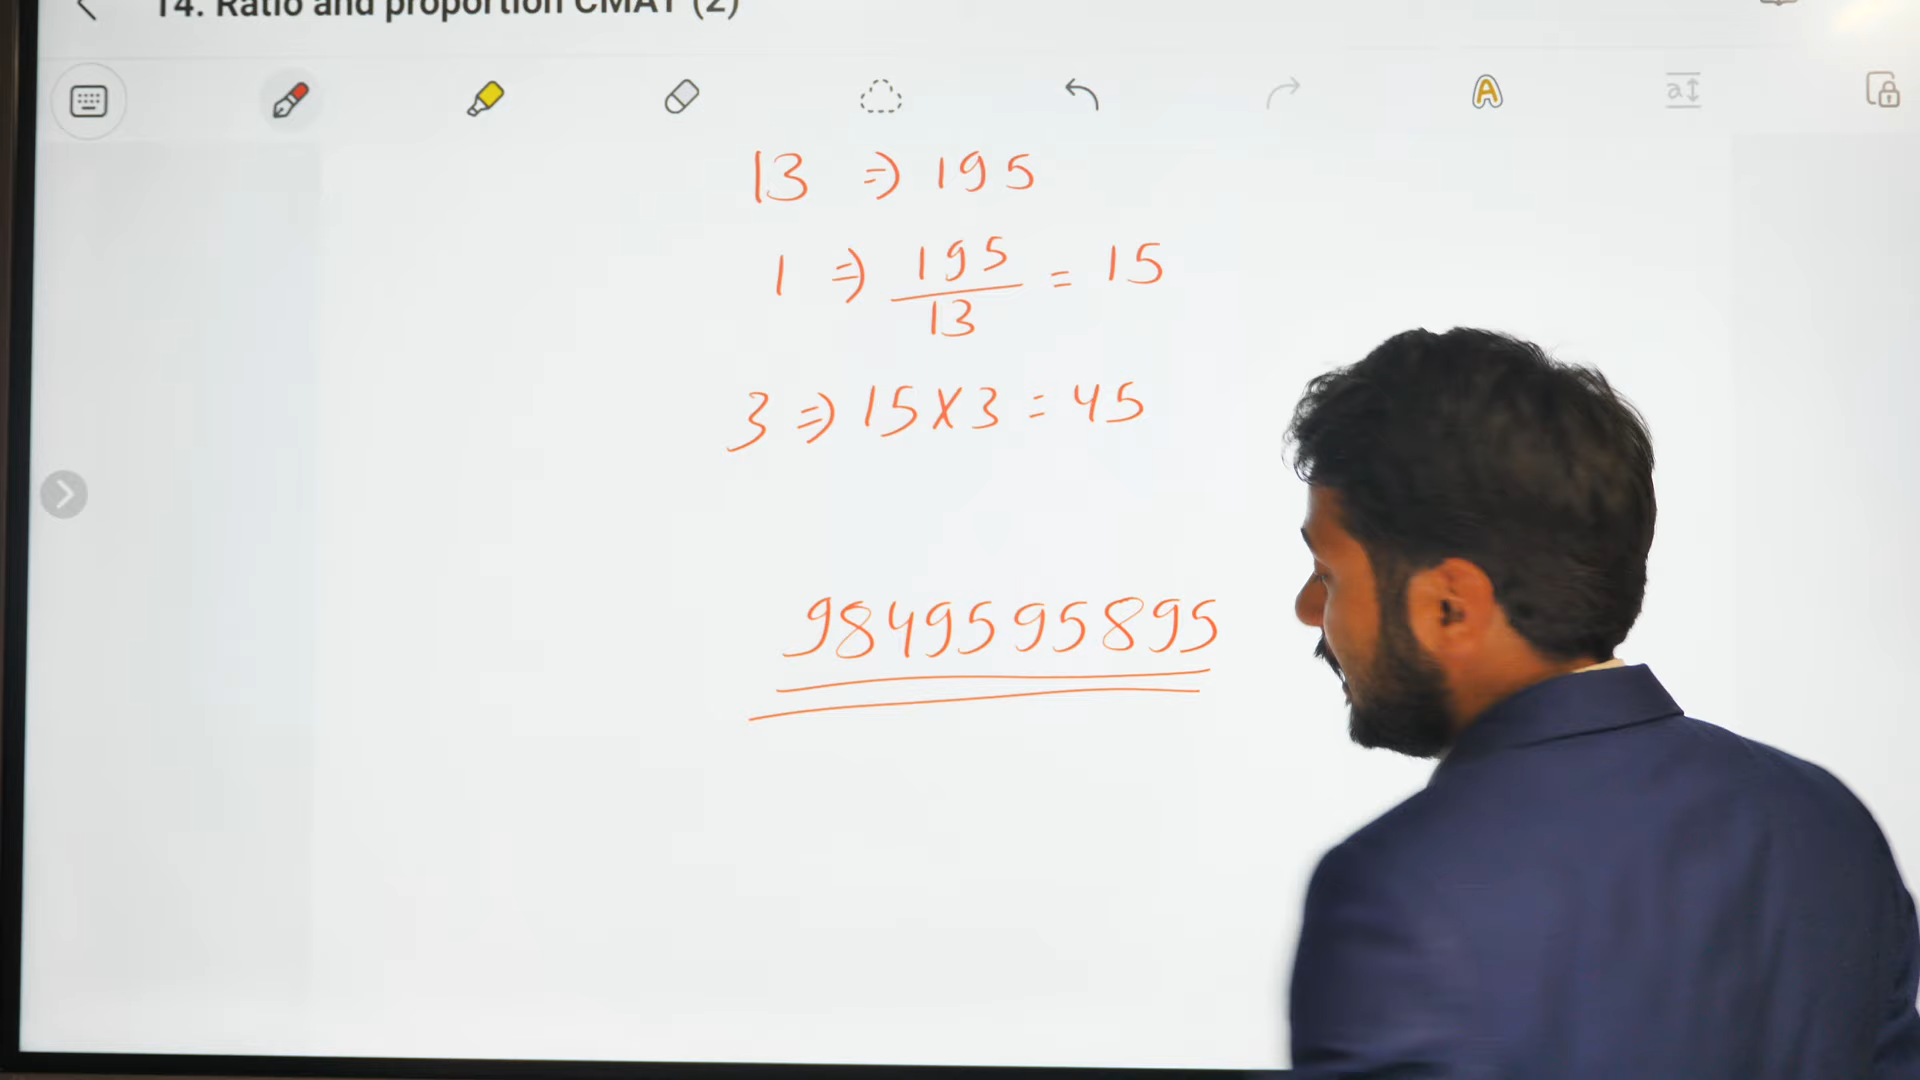 14. Ratio and proportion CMAT (2)
A
a
13 ⇒ 195
1 ⇒ 195/13 = 15
3 ⇒ 15 X 3 = 45
9849595895